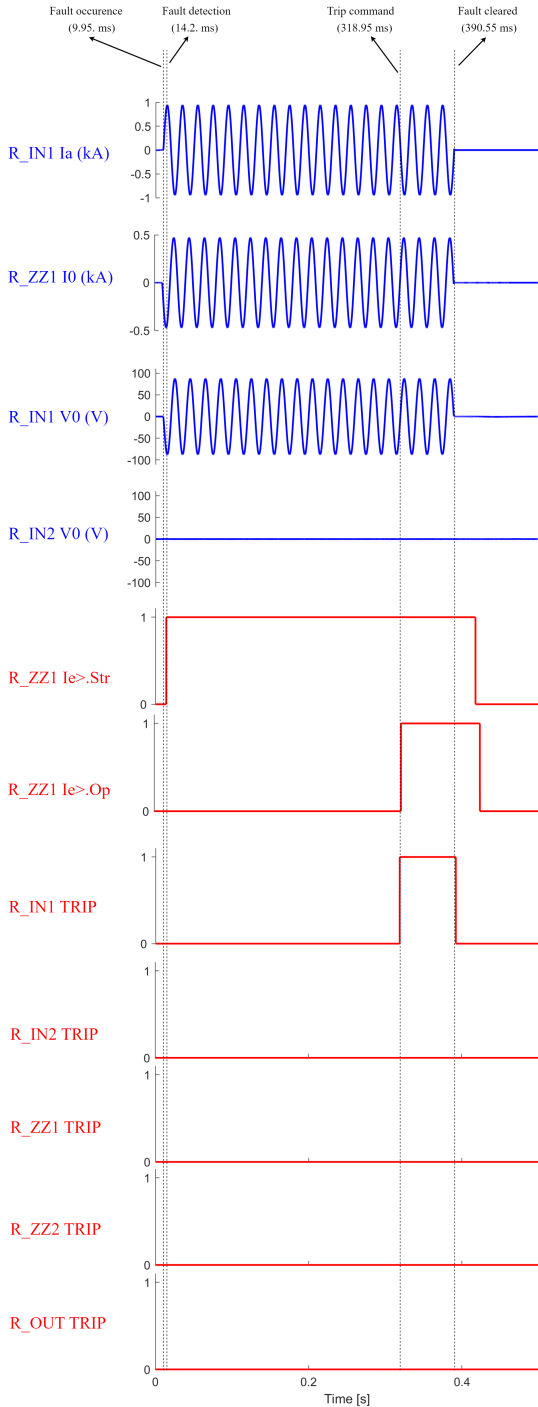 Fault occurence
(9.95. ms)
Fault detection
(14.2. ms)
Trip command
(318.95 ms)
Fault cleared
(390.55 ms)
R_IN1 Ia (kA)
1
0.5
0
-0.5
-1
R_ZZ1 I0 (kA)
0.5
0
-0.5
R_IN1 V0 (V)
100
50
0
-50
-100
R_IN2 V0 (V)
100
50
0
-50
-100
R_ZZ1 Ie>.Str
1
0
R_ZZ1 Ie>.Op
1
0
R_IN1 TRIP
1
0
R_IN2 TRIP
1
0
R_ZZ1 TRIP
1
0
R_ZZ2 TRIP
1
0
R_OUT TRIP
1
0
0
0.2
0.4
Time [s]